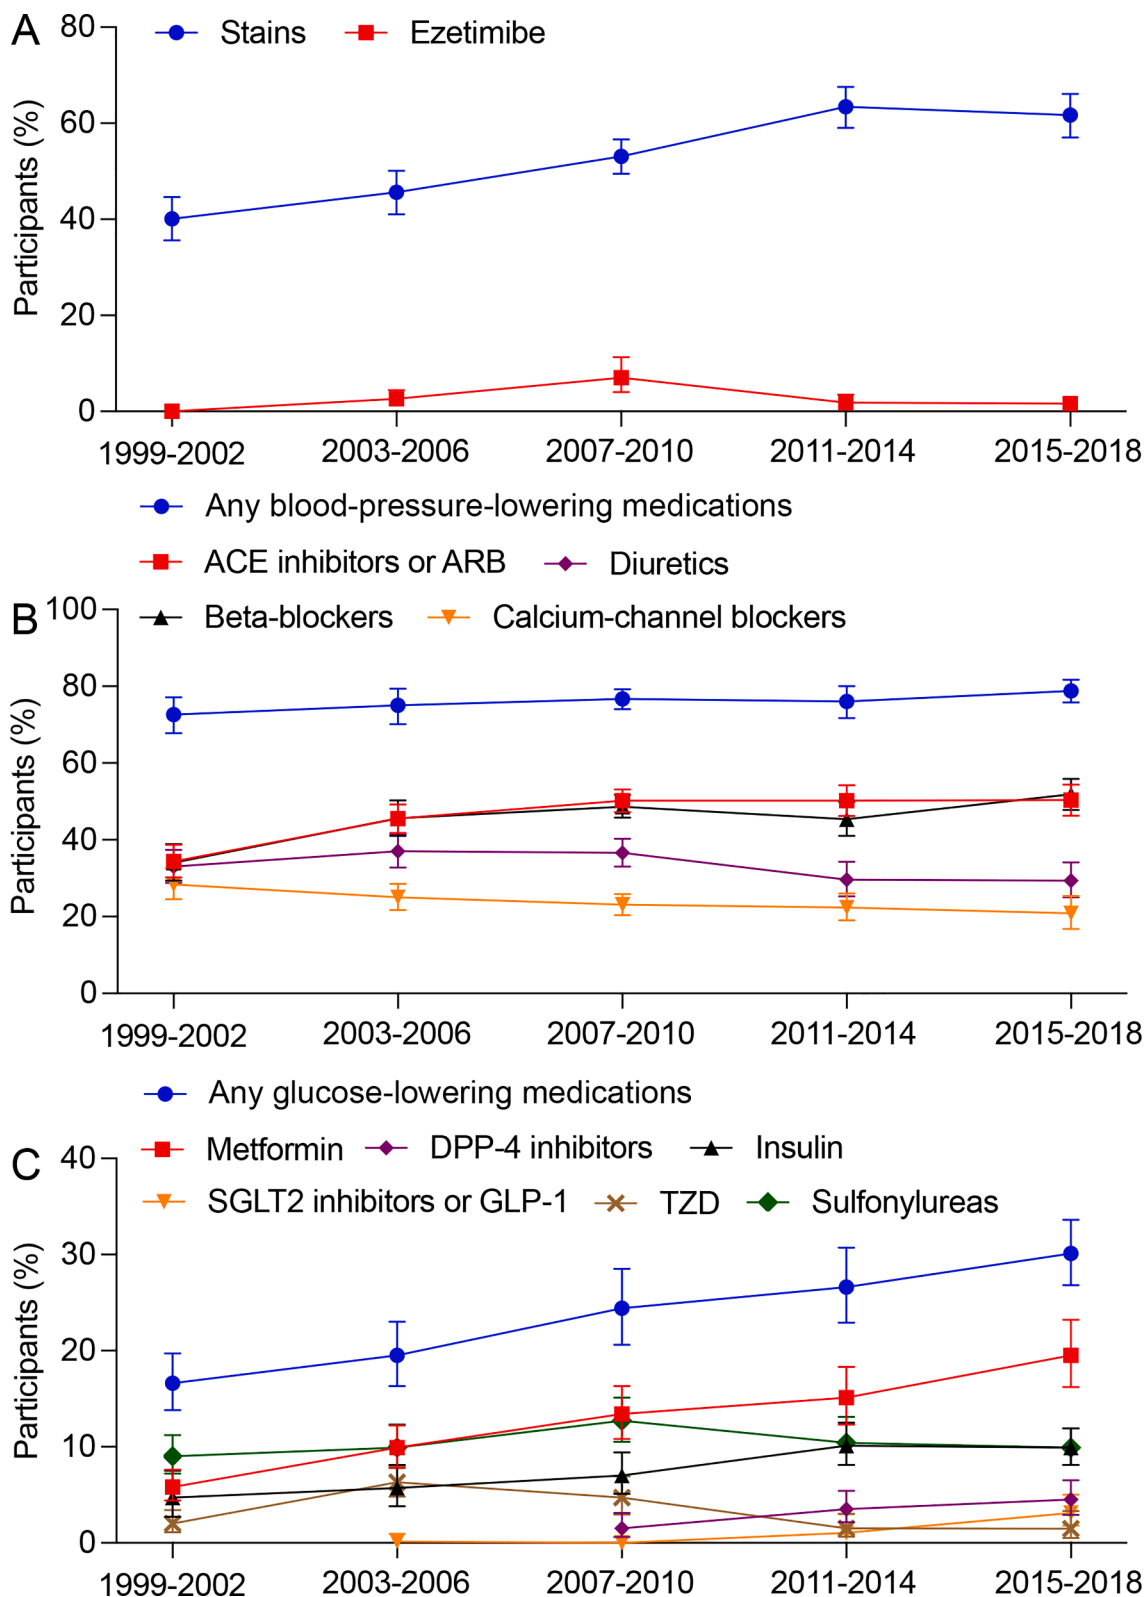 A
Stains Ezetimibe
Participants (%)
80
60
40
20
0
1999-2002 2003-2006 2007-2010 2011-2014 2015-2018
Any blood-pressure-lowering medications
ACE inhibitors or ARB Diuretics
Beta-blockers Calcium-channel blockers
B
Participants (%)
100
80
60
40
20
0
1999-2002 2003-2006 2007-2010 2011-2014 2015-2018
Any glucose-lowering medications
Metformin DPP-4 inhibitors Insulin
SGLT2 inhibitors or GLP-1 TZD Sulfonylureas
C
Participants (%)
40
30
20
10
0
1999-2002 2003-2006 2007-2010 2011-2014 2015-2018